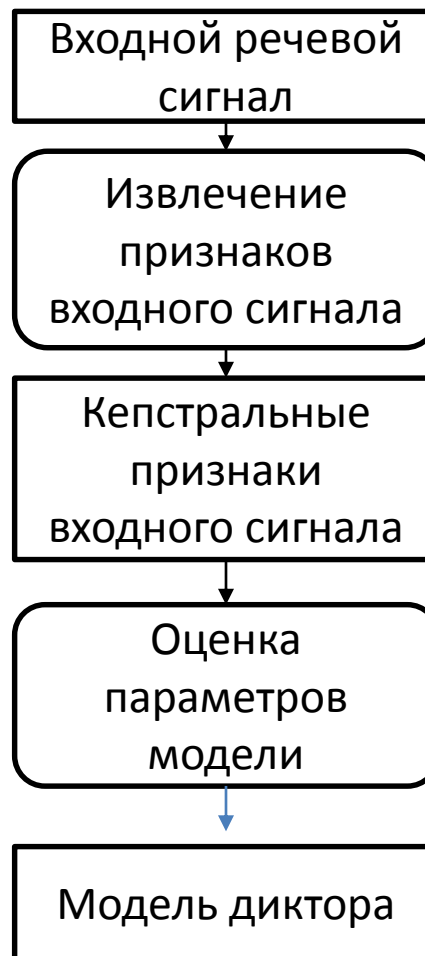 Входной речевой
сигнал
Извлечение
признаков
входного сигнала
Кепстральные
признаки
входного сигнала
Оценка
параметров
модели
Модель диктора